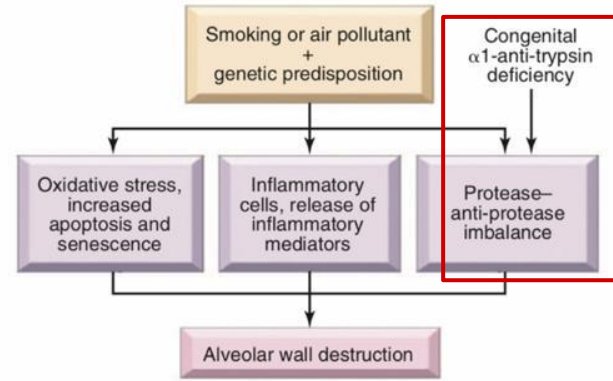 Smoking or air pollutant
+
genetic predisposition
Congenital
α1-anti-trypsin
deficiency
Oxidative stress,
increased
apoptosis and
senescence
Inflammatory
cells, release of
inflammatory
mediators
Protease–
anti-protease
imbalance
Alveolar wall destruction